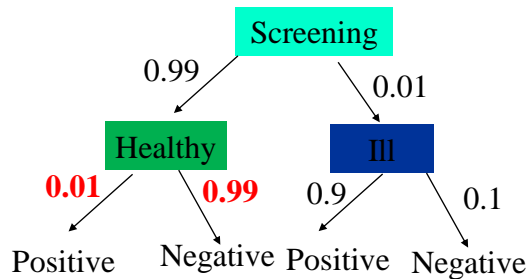 Screening
0.99
0.01
Healthy
Ill
0.01
0.99
0.9
0.1
Positive
Negative
Positive
Negative